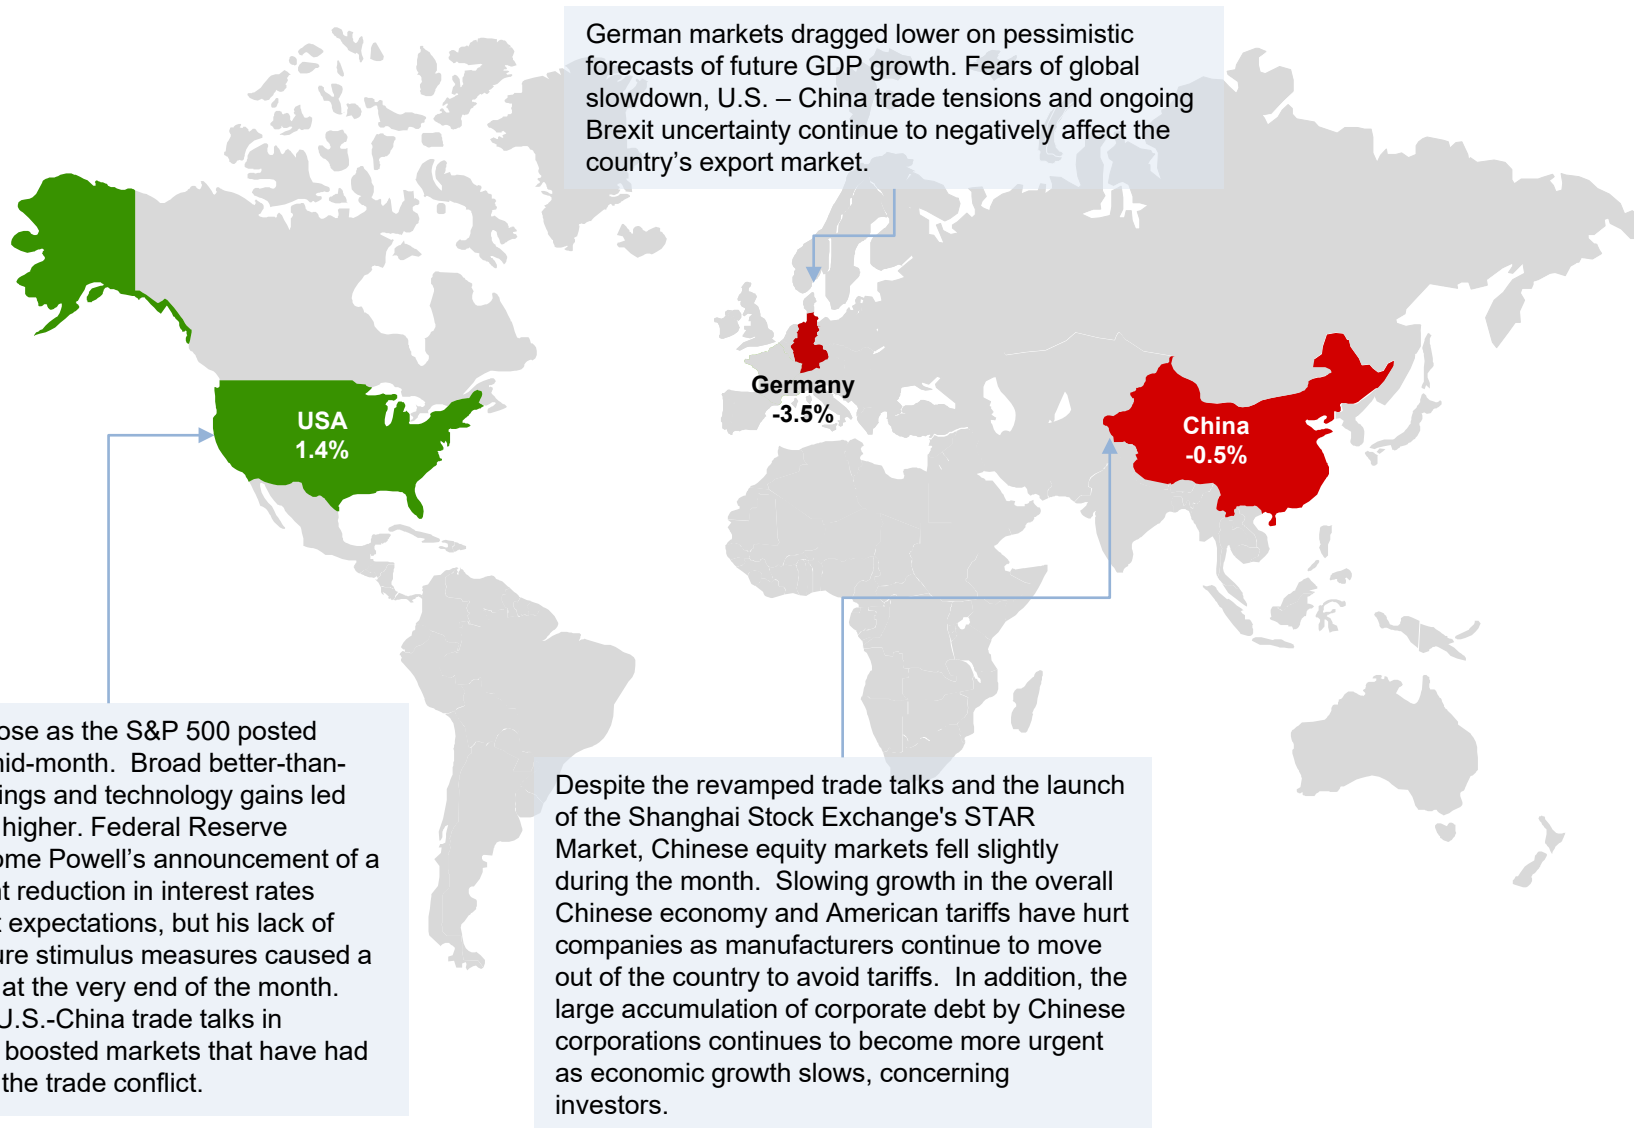 German markets dragged lower on pessimistic
forecasts of future GDP growth. Fears of global
slowdown, U.S. – China trade tensions and ongoing
Brexit uncertainty continue to negatively affect the
country’s export market.
USA
1.4%
Germany
-3.5%
China
-0.5%
ose as the S&P 500 posted
id-month.  Broad better-than-
ings and technology gains led
higher. Federal Reserve
ome Powell’s announcement of a
t reduction in interest rates
t expectations, but his lack of
ure stimulus measures caused a
at the very end of the month.
U.S.-China trade talks in
boosted markets that have had
the trade conflict.
Despite the revamped trade talks and the launch
of the Shanghai Stock Exchange's STAR
Market, Chinese equity markets fell slightly
during the month.  Slowing growth in the overall
Chinese economy and American tariffs have hurt
companies as manufacturers continue to move
out of the country to avoid tariffs.  In addition, the
large accumulation of corporate debt by Chinese
corporations continues to become more urgent
as economic growth slows, concerning
investors.